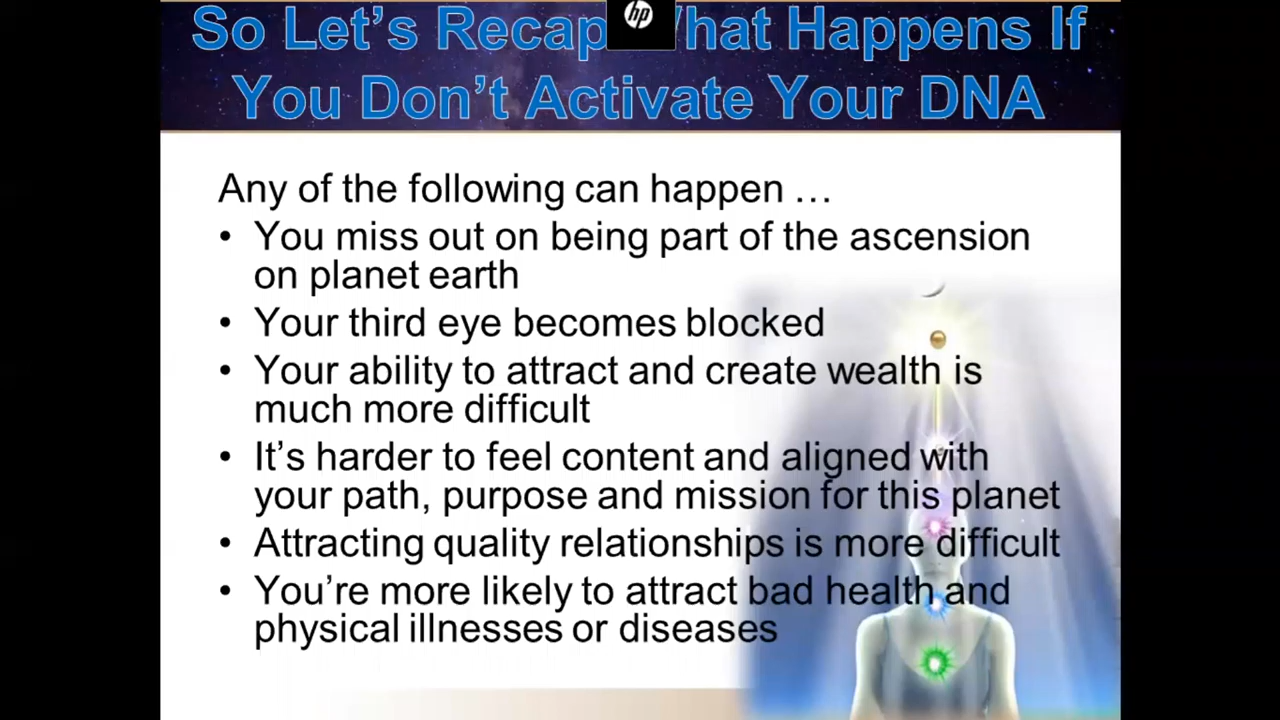 So Let's Recap What Happens If
You Don't Activate Your DNA
hp
Any of the following can happen …
• You miss out on being part of the ascension
on planet earth
• Your third eye becomes blocked
• Your ability to attract and create wealth is
much more difficult
• It's harder to feel content and aligned with
your path, purpose and mission for this planet
• Attracting quality relationships is more difficult
• You're more likely to attract bad health and
physical illnesses or diseases